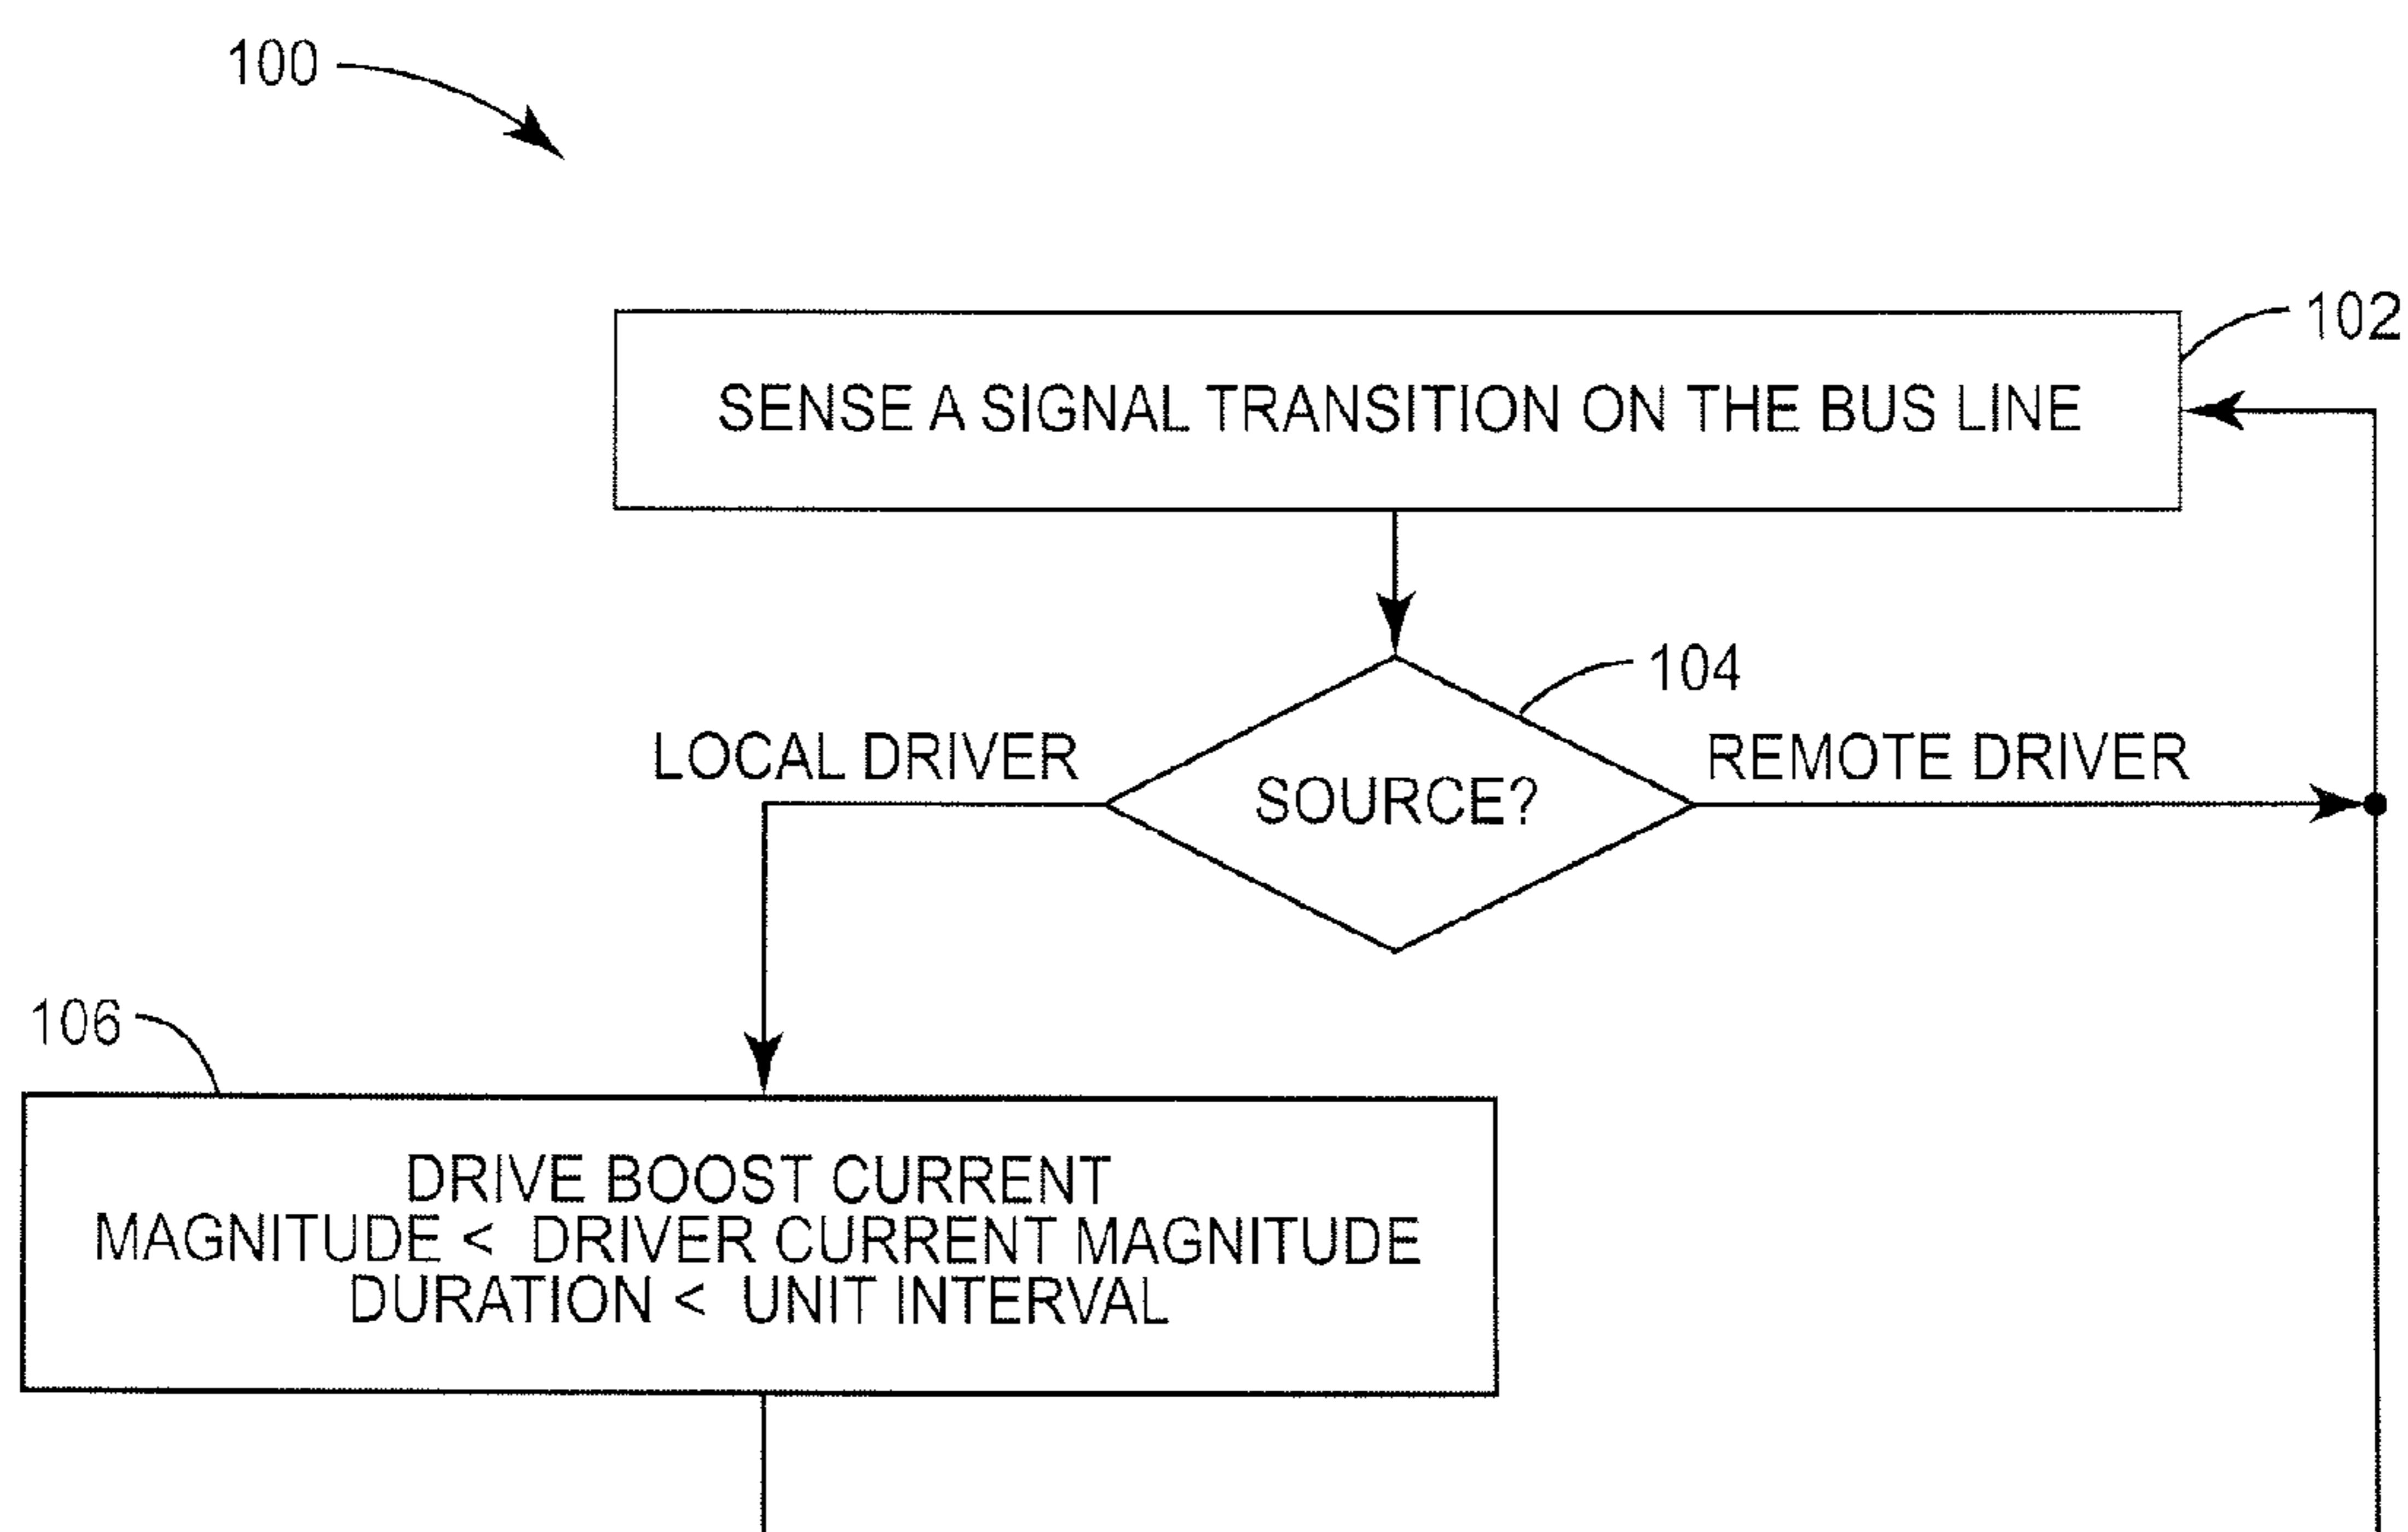 100
102
SENSE A SIGNAL TRANSITION ON THE BUS LINE
104
LOCAL DRIVER
REMOTE DRIVER
SOURCE?
106
DRIVE BOOST CURRENT
MAGNITUDE < DRIVER CURRENT MAGNITUDE
DURATION < UNIT INTERVAL